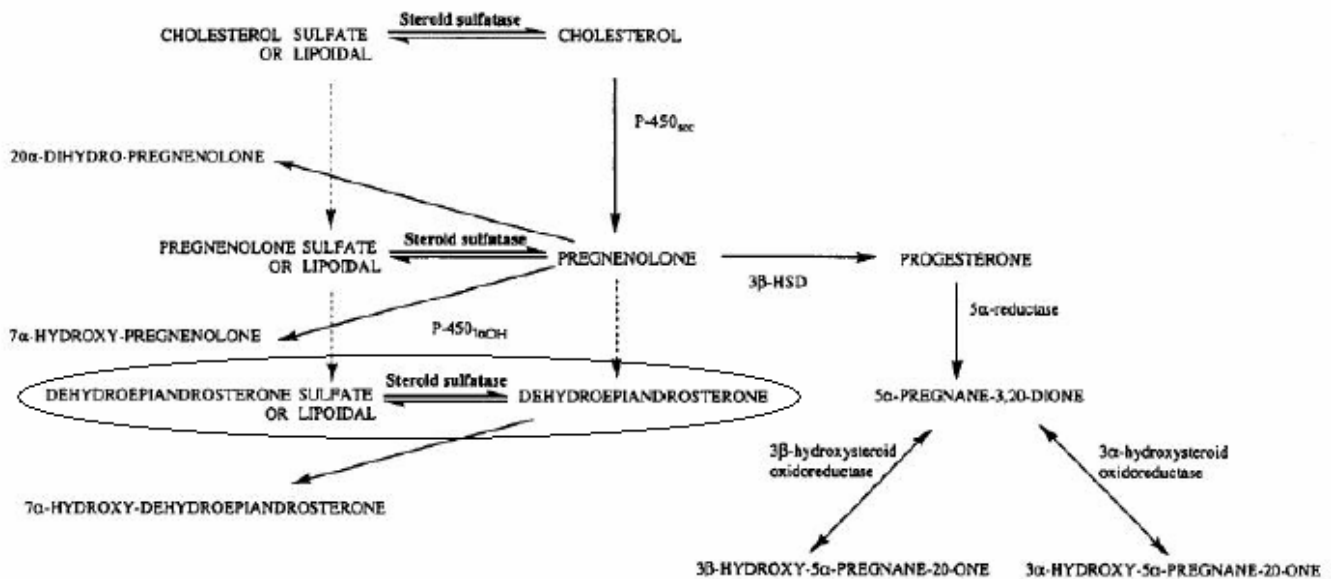 Steroid sulfatase
CHOLESTEROL SULFATE
OR LIPOIDAL
CHOLESTEROL
P-450scc
20α-DIHYDRO-PREGNENOLONE
PREGNENOLONE SULFATE
OR LIPOIDAL
Steroid sulfatase
PREGNENOLONE
3β-HSD
PROGESTERONE
5α-reductase
7α-HYDROXY-PREGNENOLONE
P-4507αOH
DEHYDROEPIANDROSTERONE SULFATE
OR LIPOIDAL
Steroid sulfatase
DEHYDROEPIANDROSTERONE
5α-PREGNANE-3,20-DIONE
3β-hydroxysteroid
oxidoreductase
3α-hydroxysteroid
oxidoreductase
7α-HYDROXY-DEHYDROEPIANDROSTERONE
3β-HYDROXY-5α-PREGNANE-20-ONE
3α-HYDROXY-5α-PREGNANE-20-ONE